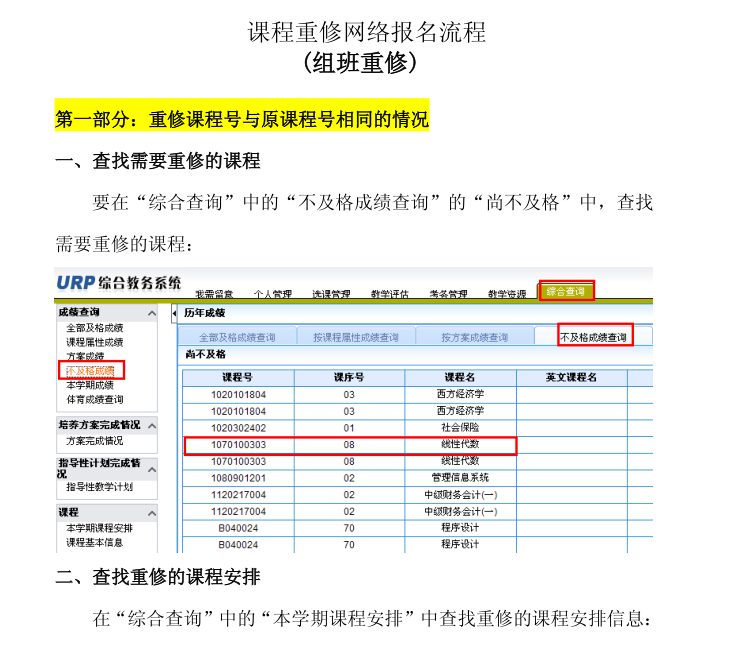 课程重修网络报名流程
(组班重修)
第一部分：重修课程号与原课程号相同的情况
一、查找需要重修的课程
要在“综合查询”中的“不及格成绩查询”的“尚不及格”中，查找
需要重修的课程：
URP 综合教务系统
我需留意 个人管理 选课管理 教学评估 考务管理 教学资源 综合查询
成绩查询
全部及格成绩
课程属性成绩
方案成绩
不及格成绩
本学期成绩
体育成绩查询
培养方案完成情况
方案完成情况
指导性计划完成情
况
指导性教学计划
课程
本学期课程安排
课程基本信息
历年成绩
全部及格成绩查询 按课程属性成绩查询 按方案成绩查询 不及格成绩查询
尚不及格
课程号 课序号 课程名 英文课程名
1020101804 03 西方经济学
1020101804 03 西方经济学
1020302402 01 社会保险
1070100303 08 线性代数
1070100303 08 线性代数
1080901201 02 管理信息系统
1120217004 02 中级财务会计(一)
1120217004 02 中级财务会计(一)
B040024 70 程序设计
B040024 70 程序设计
二、查找重修的课程安排
在“综合查询”中的“本学期课程安排”中查找重修的课程安排信息：